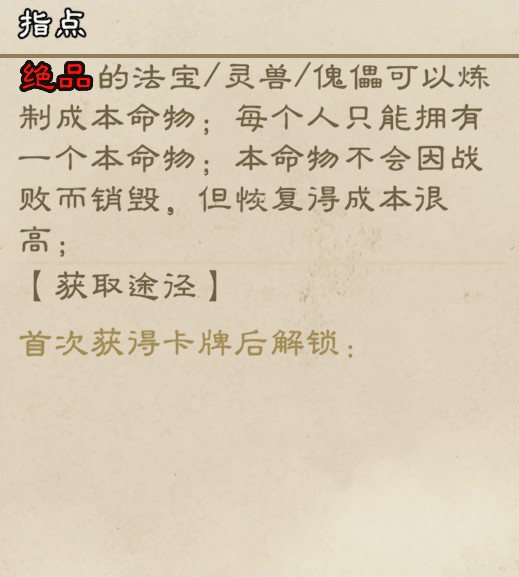 指点
绝品的法宝/灵兽/傀儡可以炼
制成本命物；每个人只能拥有
一个本命物；本命物不会因战
败而销毁，但恢复得成本很
高；
【获取途径】
首次获得卡牌后解锁：